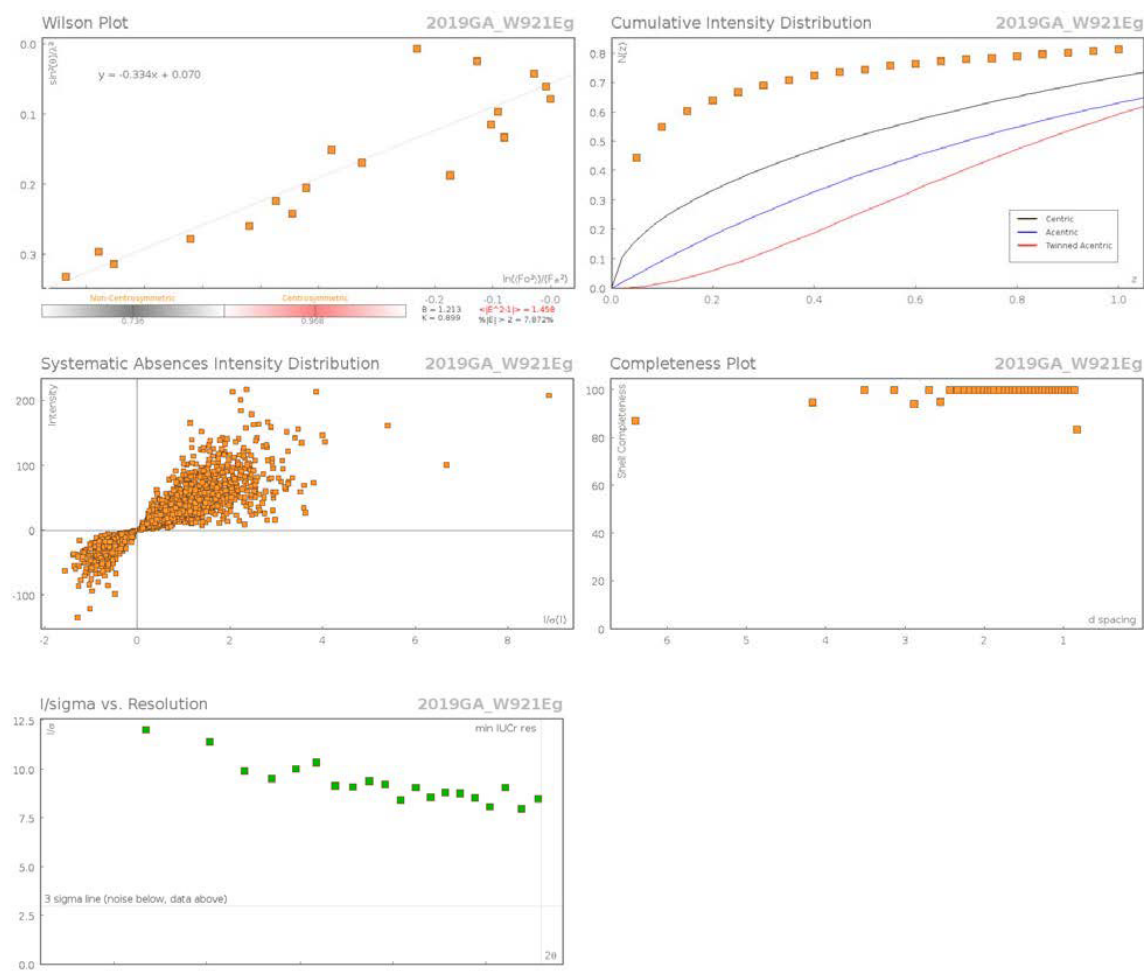 Wilson Plot 2019GA_W921Eg
sin²(θ)/λ²
0.0
y = -0.334x + 0.070
0.1
0.2
0.3
ln(⟨Fo²⟩)/(Fe²)
-0.2 -0.1 -0.0
Non-Centrosymmetric Centrosymmetric
0.736 0.968
B = 1.213 <|E^2-1|> = 1.458
K = 0.899 %|E| > 2 = 7.872%
Cumulative Intensity Distribution 2019GA_W921Eg
N(z)
0.8
0.7
0.6
0.5
0.4
0.3
0.2
0.1
0.0
Centric
Acentric
Twinned Acentric
z
0.0 0.2 0.4 0.6 0.8 1.0
Systematic Absences Intensity Distribution 2019GA_W921Eg
Intensity
200
100
0
-100
I/σ(I)
-2 0 2 4 6 8
Completeness Plot 2019GA_W921Eg
Shell Completeness
100
80
60
40
20
0
d spacing
6 5 4 3 2 1
I/sigma vs. Resolution 2019GA_W921Eg
I/σ
min IUCr res
12.5
10.0
7.5
5.0
3 sigma line (noise below, data above)
2.5
2θ
0.0